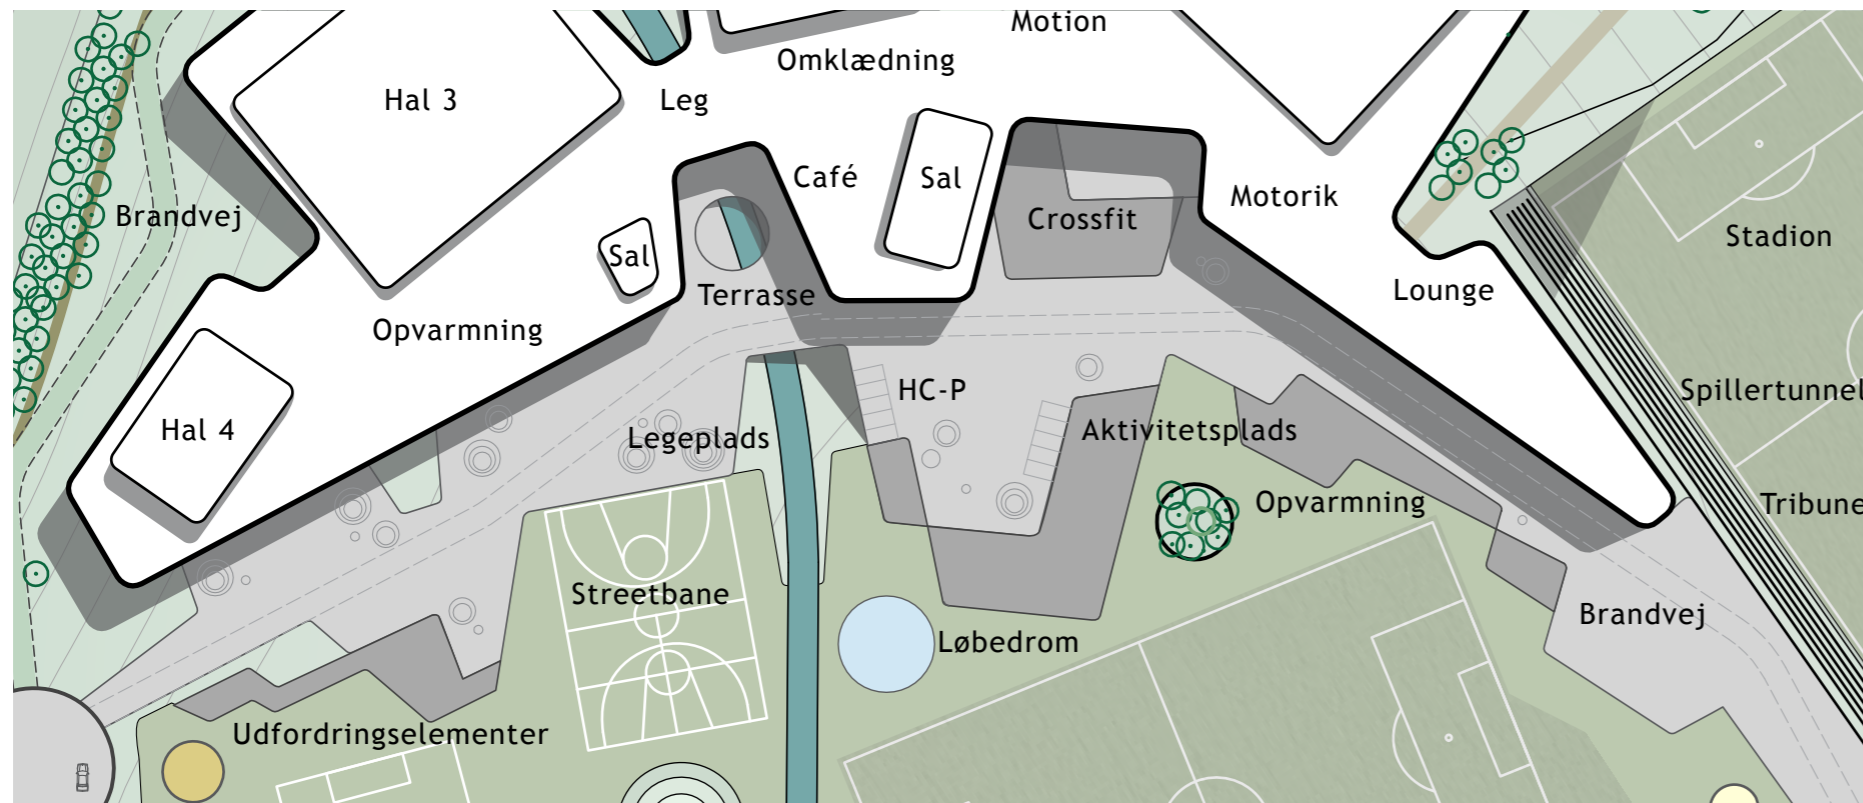 Motion
Omklædning
Hal 3
Leg
Café
Sal
Motorik
Brandvej
Crossfit
Stadion
Sal
Terrasse
Lounge
Opvarmning
HC-P
Spillertunnel
Hal 4
Legeplads
Aktivitetsplads
Opvarmning
Tribune
Streetbane
Brandvej
Løbedrom
Udfordringselementer